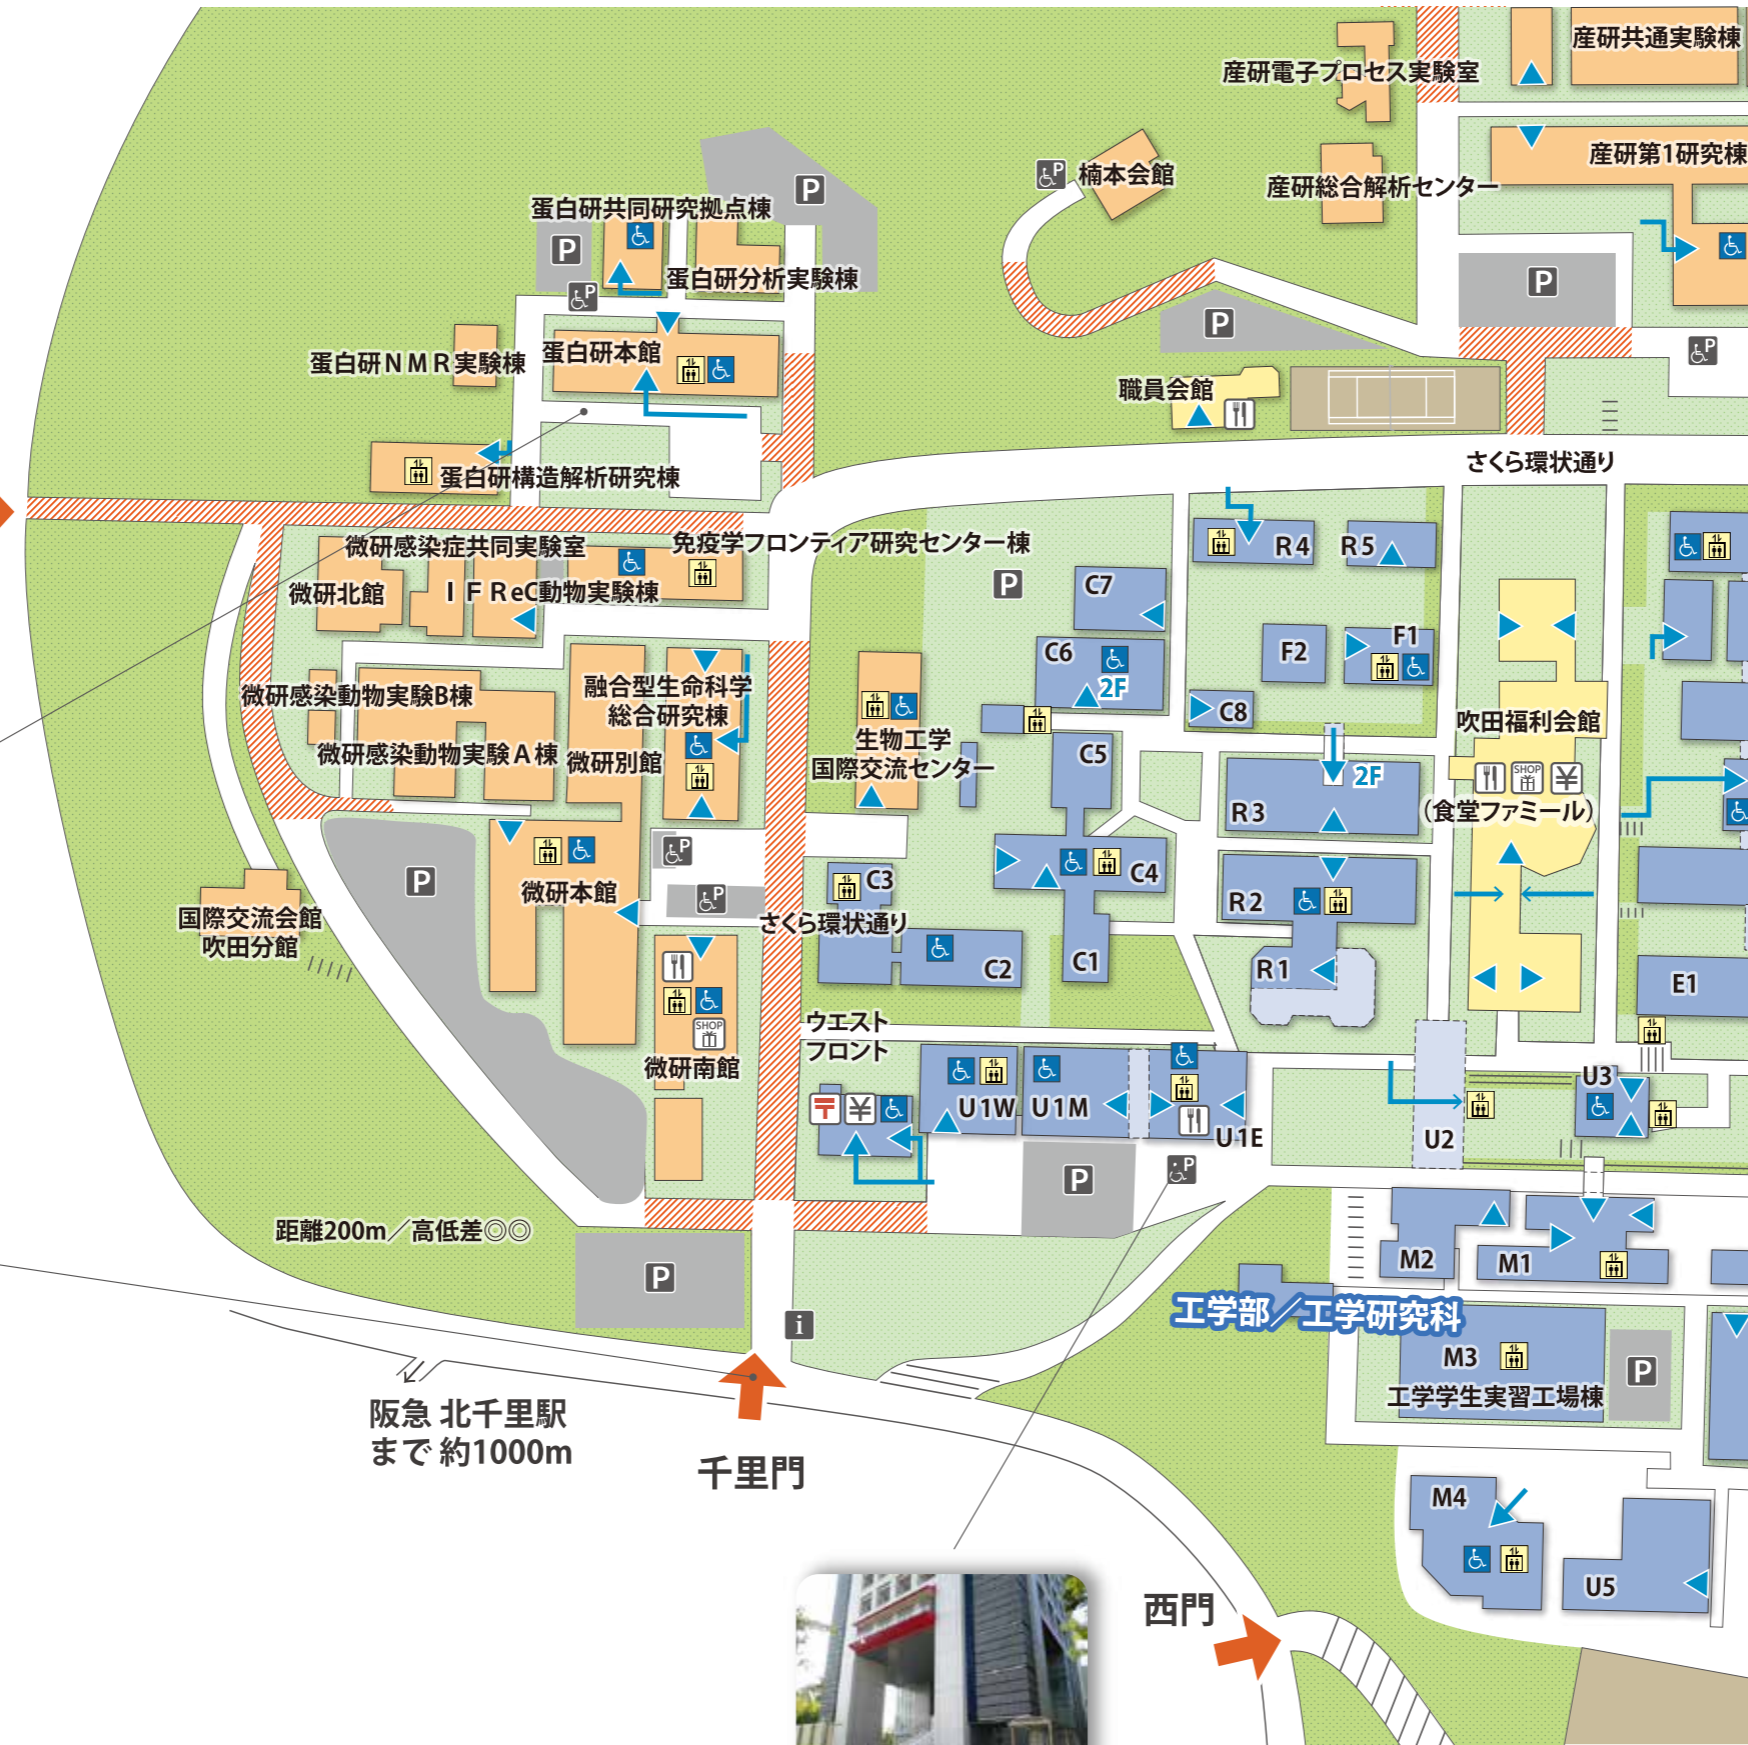 産研共通実験棟
産研電子プロセス実験室
産研第1研究棟
楠本会館
産研総合解析センター
P
P
蛋白研共同研究拠点棟
P
蛋白研分析実験棟
P
P
P
P
蛋白研本館
蛋白研NMR実験棟
P
職員会館
さくら環状通り
蛋白研構造解析研究棟
免疫学フロンティア研究センター棟
微研感染症共同実験室
R4
R5
P
C7
微研北館
IFReC動物実験棟
F1
F2
C6
2F
融合型生命科学
総合研究棟
微研感染動物実験B棟
C8
吹田福利会館
生物工学
国際交流センター
微研感染動物実験A棟
微研別館
C5
2F
SHOP
¥
R3
(食堂ファミール)
P
P
C3
C4
微研本館
P
R2
国際交流会館
吹田分館
さくら環状通り
C2
C1
R1
E1
ウエスト
フロント
SHOP
微研南館
〒
¥
U1W
U1M
U1E
U2
U3
P
P
距離200m/高低差◎◎
M2
M1
P
i
工学部/工学研究科
M3
P
工学学生実習工場棟
阪急 北千里駅
まで 約1000m
千里門
M4
U5
西門